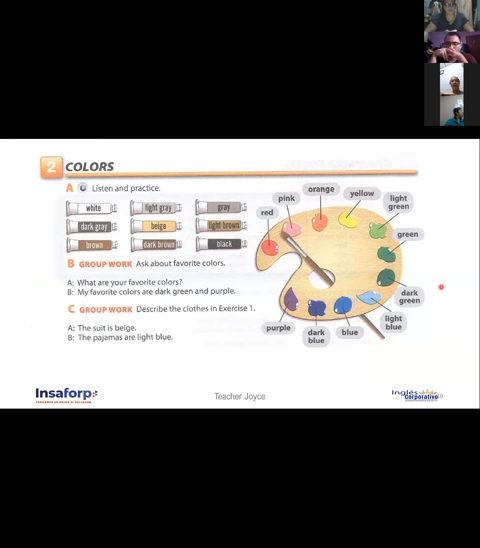 2 COLORS
A Listen and practice.
white
light gray
gray
dark gray
beige
light brown
brown
dark brown
black
B GROUP WORK Ask about favorite colors.
A: What are your favorite colors?
B: My favorite colors are dark green and purple.
C GROUP WORK Describe the clothes in Exercise 1.
A: The suit is beige.
B: The pajamas are light blue.
red
pink
orange
yellow
light
green
green
dark
green
light
blue
blue
dark
blue
purple
Insaforp
Teacher Joyce
Inglés
Corporativo